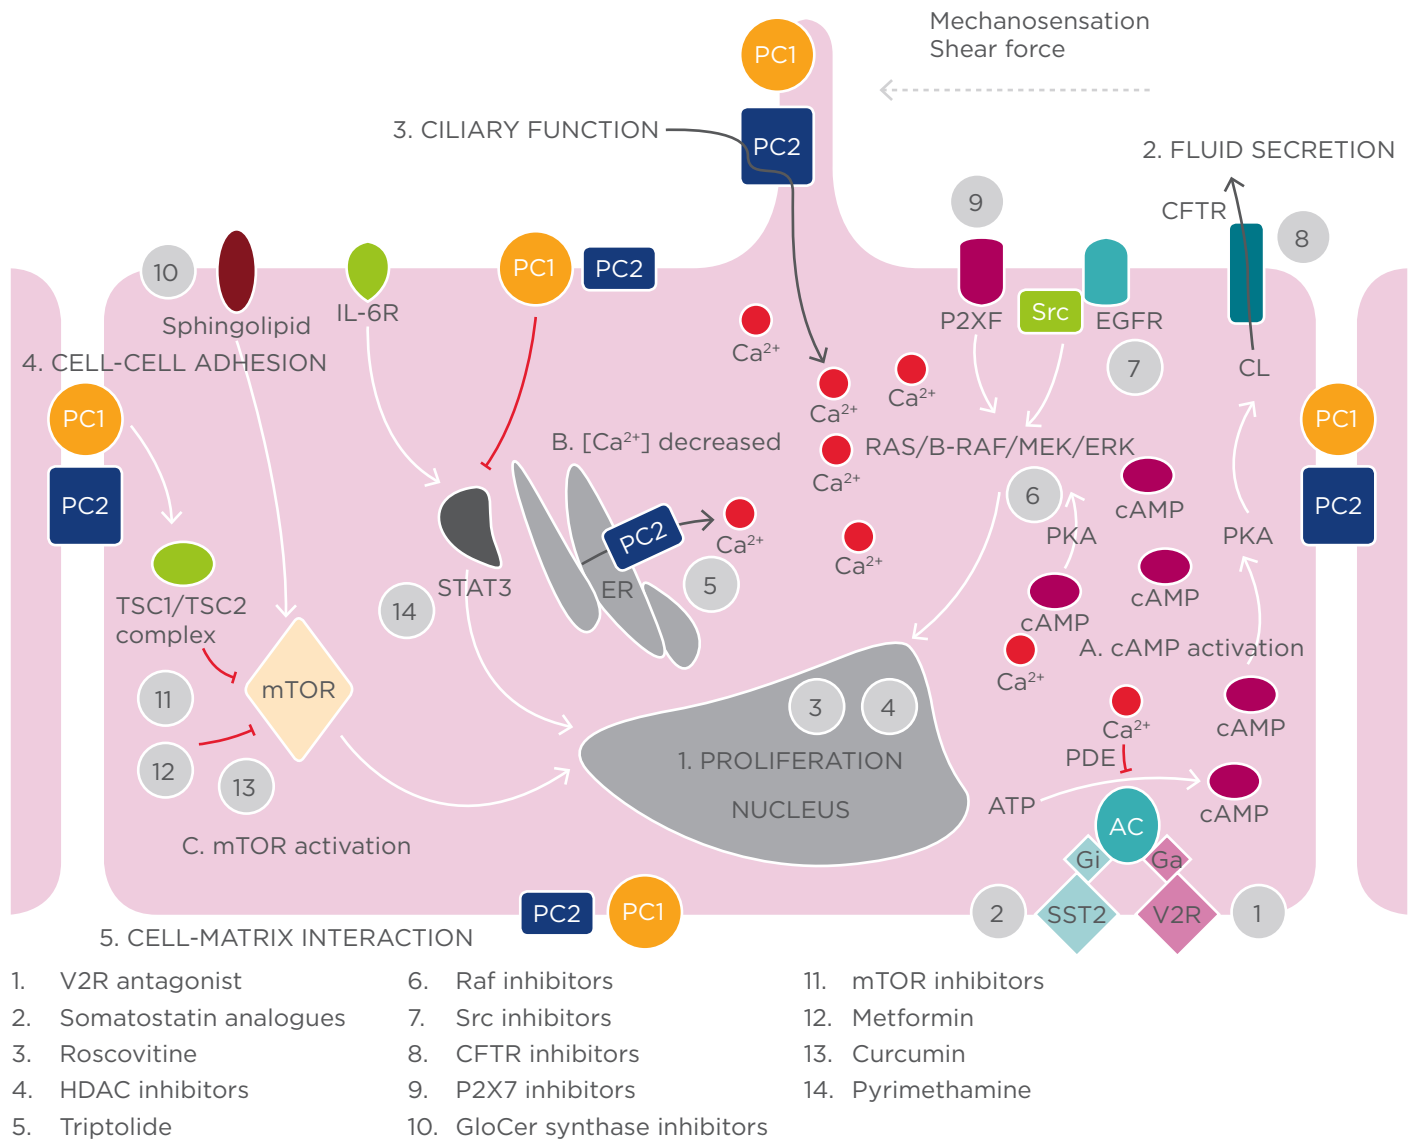 Mechanosensation
Shear force
PC1
3. CILIARY FUNCTION
PC2
2. FLUID SECRETION
9
CFTR
8
10
PC1
PC2
Sphingolipid
IL-6R
P2XF
Src
EGFR
Ca²⁺
4. CELL-CELL ADHESION
7
CL
Ca²⁺
Ca²⁺
PC1
PC1
B. [Ca²⁺] decreased
RAS/B-RAF/MEK/ERK
Ca²⁺
6
cAMP
PC2
PC2
PC2
Ca²⁺
Ca²⁺
PKA
PKA
STAT3
ER
5
cAMP
14
TSC1/TSC2
complex
cAMP
A. cAMP activation
Ca²⁺
mTOR
11
3
4
Ca²⁺
cAMP
12
13
1. PROLIFERATION
PDE
NUCLEUS
ATP
cAMP
AC
C. mTOR activation
Gi
Ga
PC2
PC1
2
SST2
V2R
1
5. CELL-MATRIX INTERACTION
1. V2R antagonist
2. Somatostatin analogues
3. Roscovitine
4. HDAC inhibitors
5. Triptolide
6. Raf inhibitors
7. Src inhibitors
8. CFTR inhibitors
9. P2X7 inhibitors
10. GloCer synthase inhibitors
11. mTOR inhibitors
12. Metformin
13. Curcumin
14. Pyrimethamine